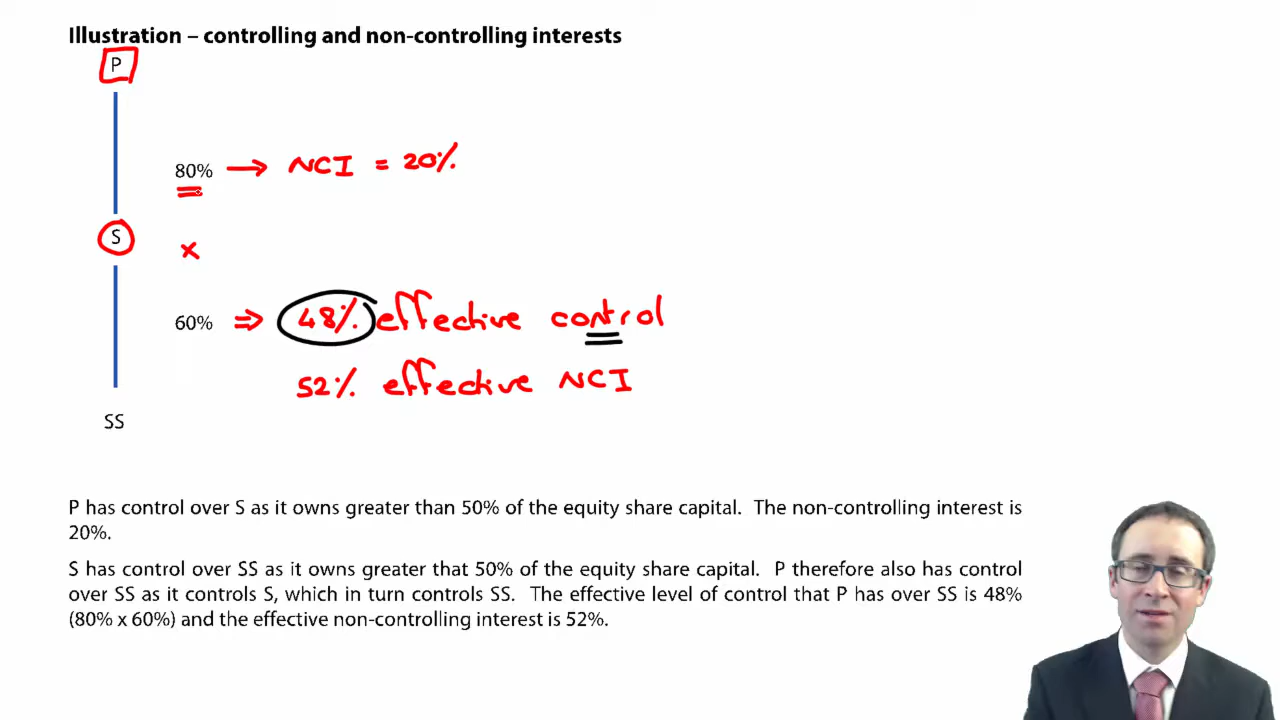 Illustration – controlling and non-controlling interests
P
80% → NCI = 20%
S
×
60% ⇒ 48% effective control
52% effective NCI
SS
P has control over S as it owns greater than 50% of the equity share capital. The non-controlling interest is
20%.
S has control over SS as it owns greater that 50% of the equity share capital. P therefore also has control
over SS as it controls S, which in turn controls SS. The effective level of control that P has over SS is 48%
(80% x 60%) and the effective non-controlling interest is 52%.